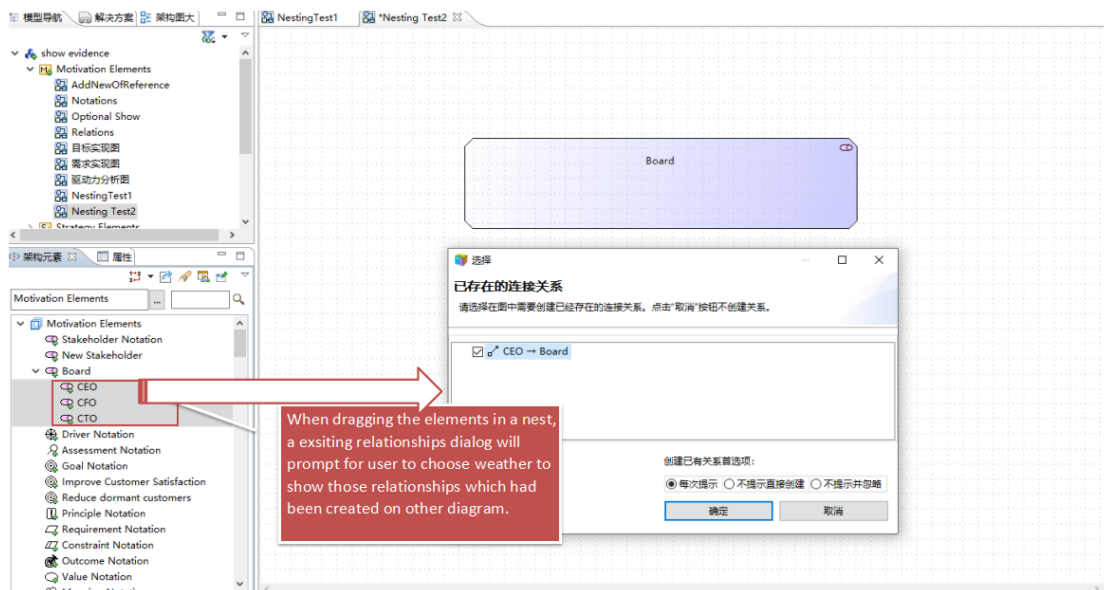 模型导航
解决方案
架构图大
NestingTest1
*Nesting Test2
show evidence
Motivation Elements
AddNewOfReference
Notations
Optional Show
Relations
目标实现图
需求实现图
驱动力分析图
NestingTest1
Nesting Test2
Strategy Elements
Board
架构元素
属性
Motivation Elements
...
Motivation Elements
Stakeholder Notation
New Stakeholder
Board
CEO
CFO
CTO
Driver Notation
Assessment Notation
Goal Notation
Improve Customer Satisfaction
Reduce dormant customers
Principle Notation
Requirement Notation
Constraint Notation
Outcome Notation
Value Notation
选择
已存在的连接关系
请选择在图中需要创建已经存在的连接关系。点击“取消”按钮不创建关系。
CEO → Board
When dragging the elements in a nest,
a exsiting relationships dialog will
prompt for user to choose weather to
show those relationships which had
been created on other diagram.
创建已有关系首选项:
每次提示 不提示直接创建 不提示并忽略
确定 取消